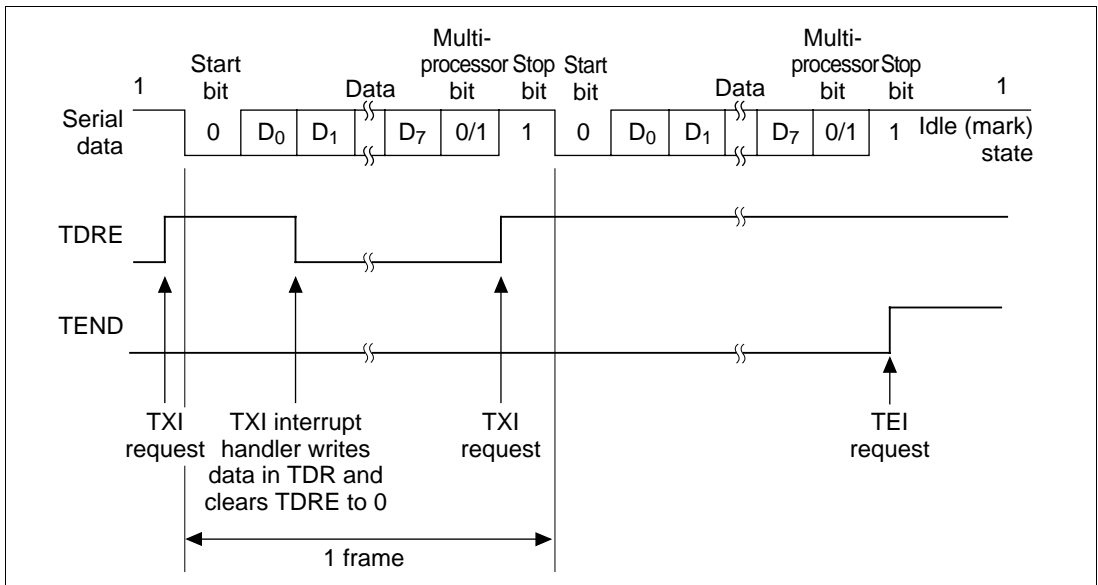 Multi-
processor
bit
Multi-
processor
bit
Start
bit
Stop
bit
Start
bit
Stop
bit
1
Data
Data
1
Serial
data
0
D0
D1
D7
0/1
1
0
D0
D1
D7
0/1
1
Idle (mark)
state
TDRE
TEND
TXI
request
TXI interrupt
handler writes
data in TDR and
clears TDRE to 0
TXI
request
TEI
request
1 frame